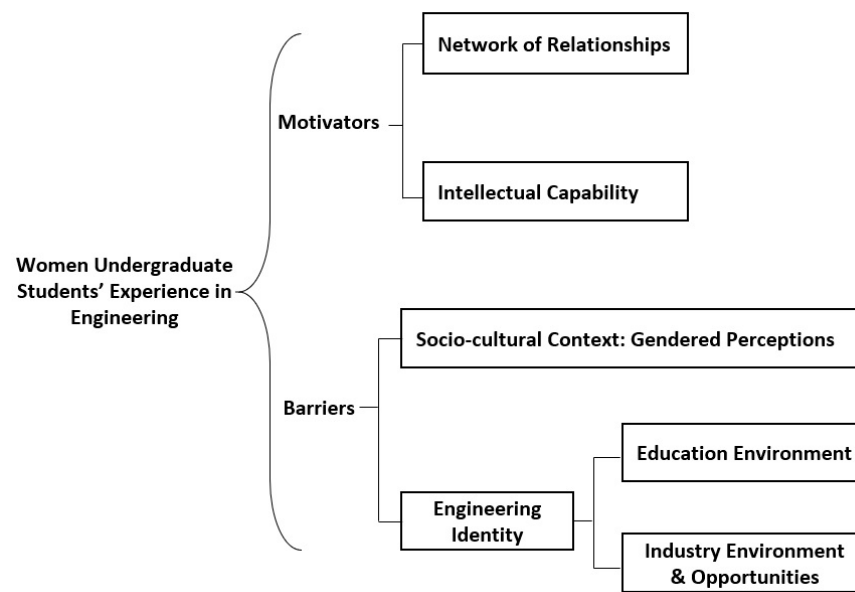 Network of Relationships
Motivators
Intellectual Capability
Women Undergraduate
Students’ Experience in
Engineering
Socio-cultural Context: Gendered Perceptions
Barriers
Education Environment
Engineering
Identity
Industry Environment
& Opportunities